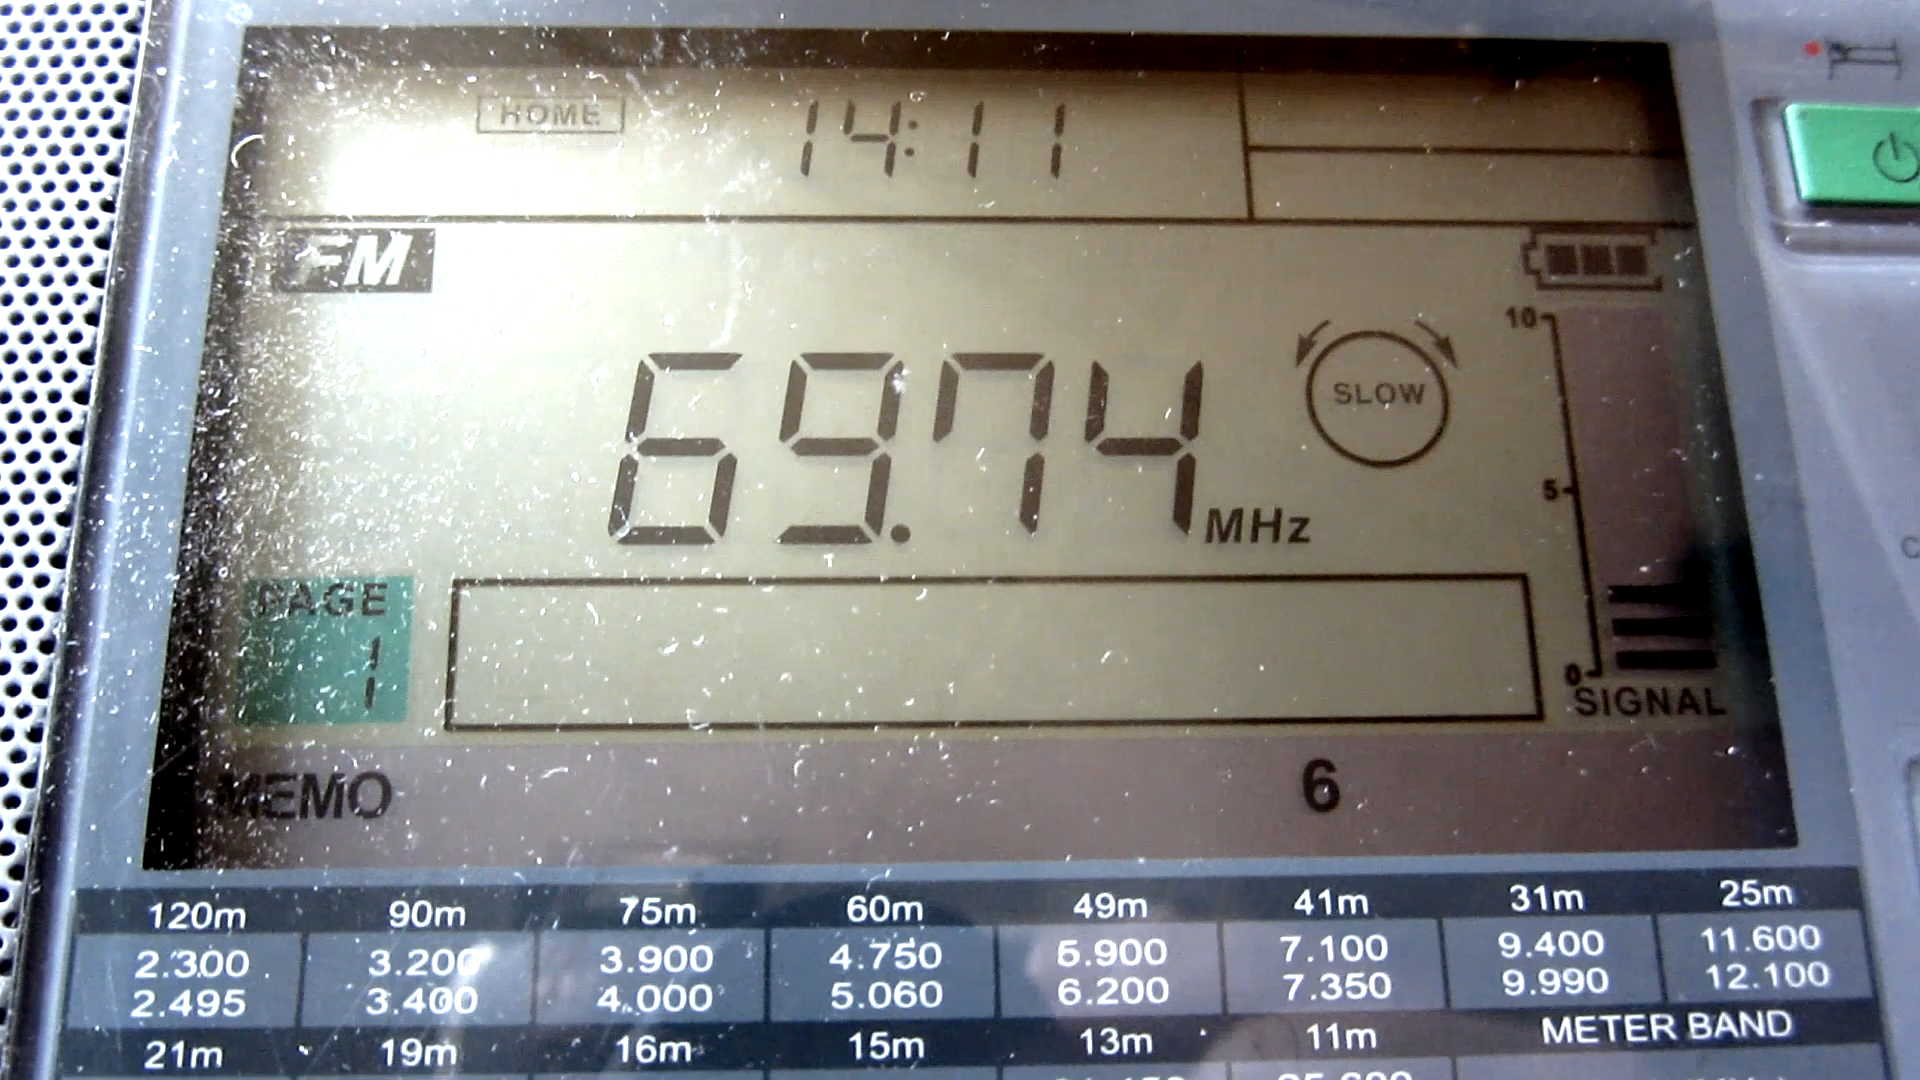 HOME 14:11
FM
10
69.74 MHz SLOW
5
PAGE
1
1
0
SIGNAL
MEMO 6
120m 90m 75m 60m 49m 41m 31m 25m
2.300 3.200 3.900 4.750 5.900 7.100 9.400 11.600
2.495 3.400 4.000 5.060 6.200 7.350 9.990 12.100
21m 19m 16m 15m 13m 11m METER BAND